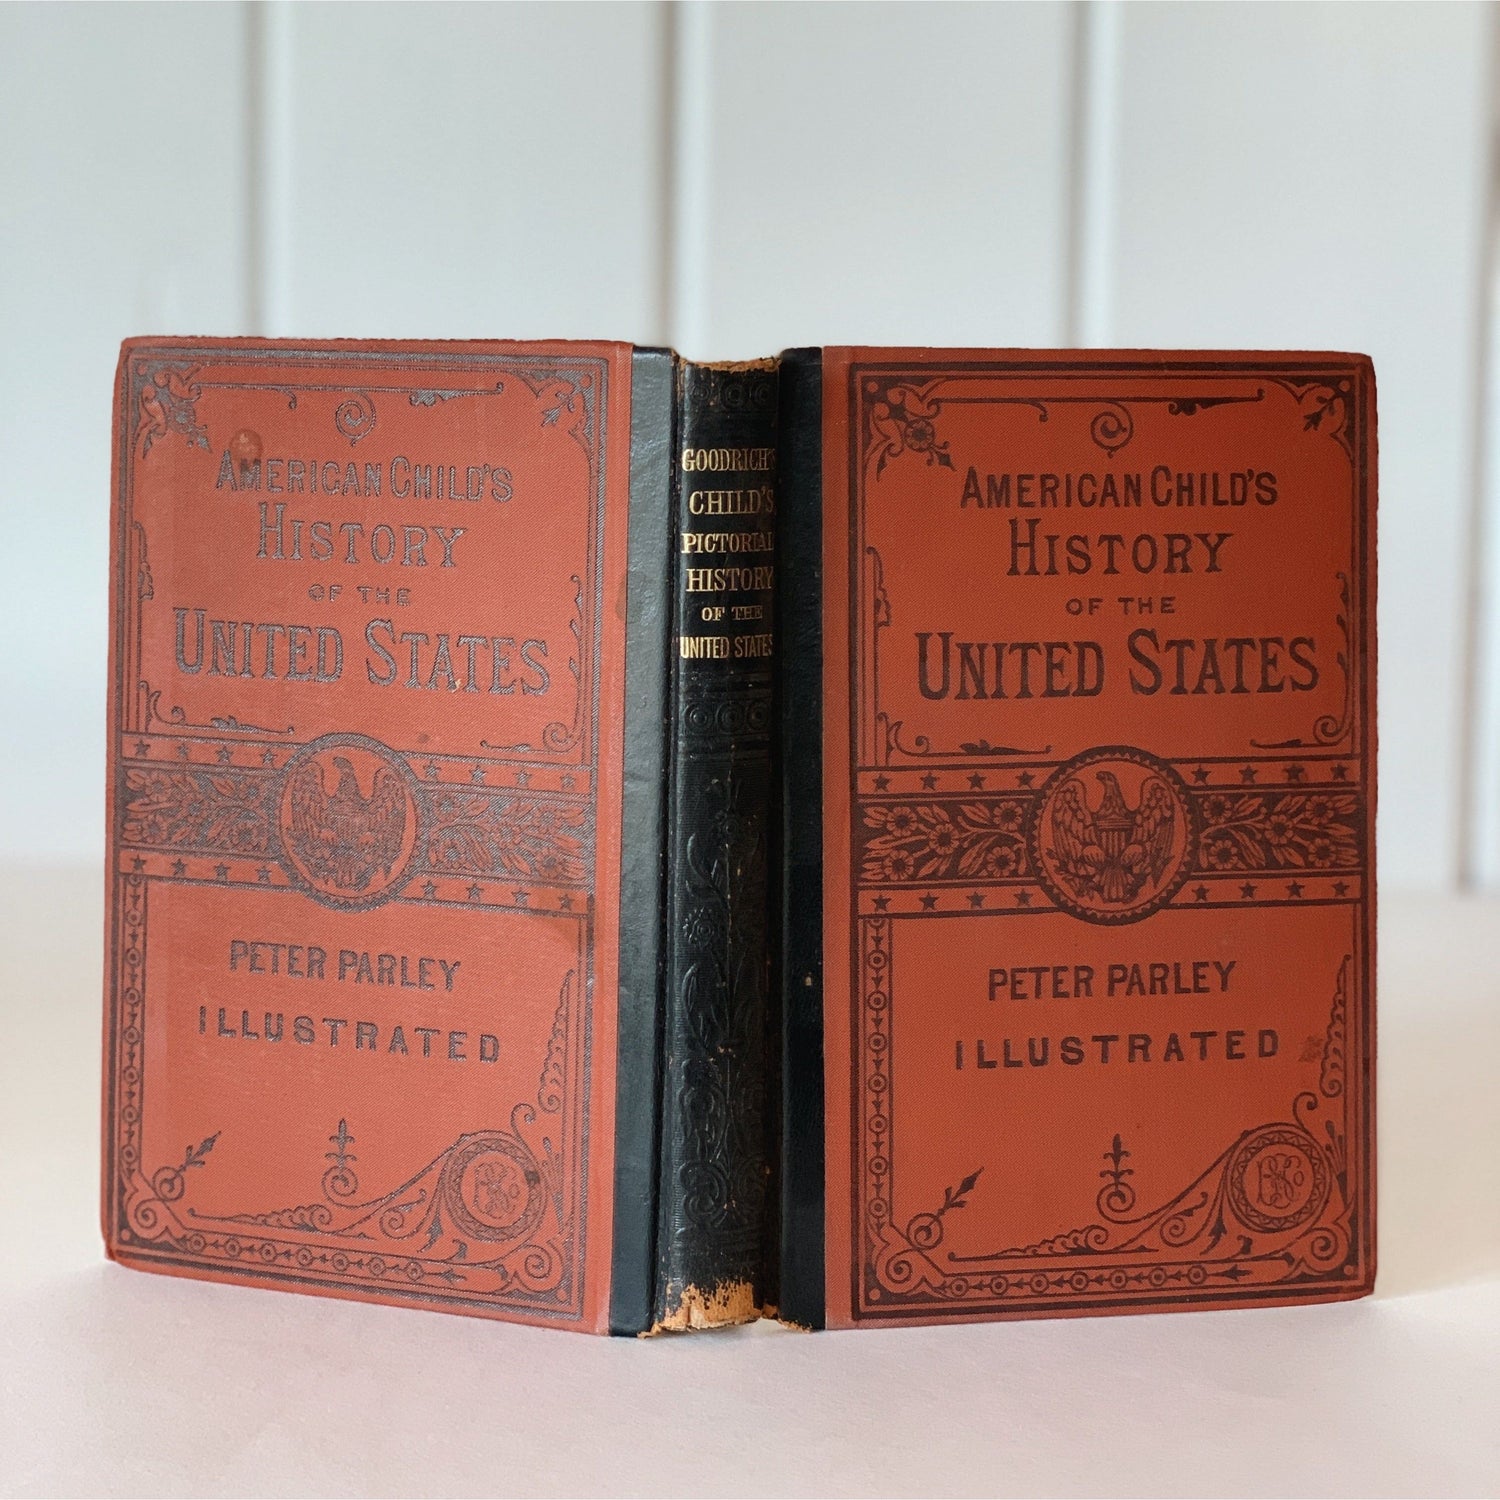 AMERICAN CHILD'S
HISTORY
OF THE
UNITED STATES
PETER PARLEY
ILLUSTRATED
GOODRICH'S
CHILD'S
PICTORIAL
HISTORY
OF THE
UNITED STATES
AMERICAN CHILD'S
HISTORY
OF THE
UNITED STATES
PETER PARLEY
ILLUSTRATED